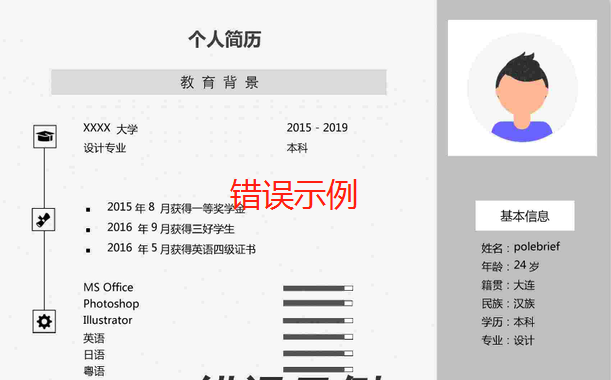 个人简历
教育背景
XXXX 大学 2015 - 2019
设计专业 本科
错误示例
2015 年 8 月获得一等奖学金
2016 年 9 月获得三好学生
2016 年 5 月获得英语四级证书
MS Office
Photoshop
Illustrator
英语
日语
粤语
基本信息
姓名：polebrief
年龄：24 岁
籍贯：大连
民族：汉族
学历：本科
专业：设计